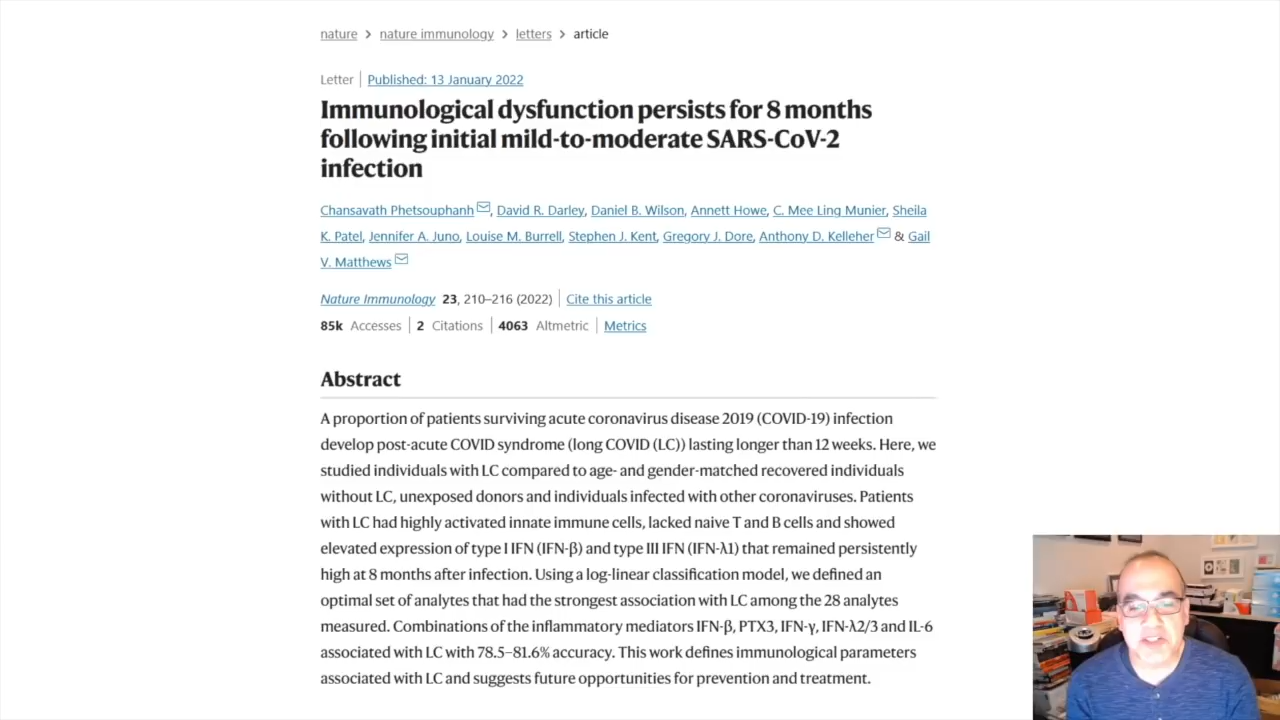 nature > nature immunology > letters > article
Letter | Published: 13 January 2022
Immunological dysfunction persists for 8 months
following initial mild-to-moderate SARS-CoV-2
infection
Chansavath Phetsouphanh, David R. Darley, Daniel B. Wilson, Annett Howe, C. Mee Ling Munier, Sheila
K. Patel, Jennifer A. Juno, Louise M. Burrell, Stephen J. Kent, Gregory J. Dore, Anthony D. Kelleher & Gail
V. Matthews
Nature Immunology 23, 210–216 (2022) | Cite this article
85k Accesses | 2 Citations | 4063 Altmetric | Metrics
Abstract
A proportion of patients surviving acute coronavirus disease 2019 (COVID-19) infection
develop post-acute COVID syndrome (long COVID (LC)) lasting longer than 12 weeks. Here, we
studied individuals with LC compared to age- and gender-matched recovered individuals
without LC, unexposed donors and individuals infected with other coronaviruses. Patients
with LC had highly activated innate immune cells, lacked naive T and B cells and showed
elevated expression of type I IFN (IFN-β) and type III IFN (IFN-λ1) that remained persistently
high at 8 months after infection. Using a log-linear classification model, we defined an
optimal set of analytes that had the strongest association with LC among the 28 analytes
measured. Combinations of the inflammatory mediators IFN-β, PTX3, IFN-γ, IFN-λ2/3 and IL-6
associated with LC with 78.5–81.6% accuracy. This work defines immunological parameters
associated with LC and suggests future opportunities for prevention and treatment.